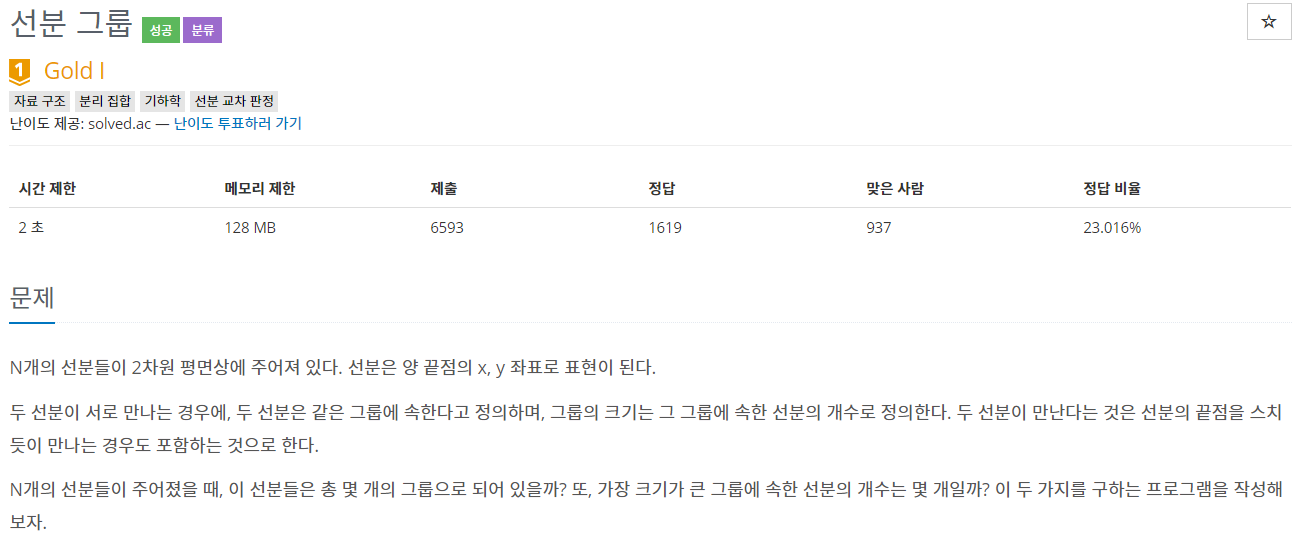 선분 그룹 성공 분류
☆
1 Gold I
자료 구조 분리 집합 기하학 선분 교차 판정
난이도 제공: solved.ac — 난이도 투표하러 가기
시간 제한 메모리 제한 제출 정답 맞은 사람 정답 비율
2 초 128 MB 6593 1619 937 23.016%
문제
N개의 선분들이 2차원 평면상에 주어져 있다. 선분은 양 끝점의 x, y 좌표로 표현이 된다.
두 선분이 서로 만나는 경우에, 두 선분은 같은 그룹에 속한다고 정의하며, 그룹의 크기는 그 그룹에 속한 선분의 개수로 정의한다. 두 선분이 만난다는 것은 선분의 끝점을 스치
듯이 만나는 경우도 포함하는 것으로 한다.
N개의 선분들이 주어졌을 때, 이 선분들은 총 몇 개의 그룹으로 되어 있을까? 또, 가장 크기가 큰 그룹에 속한 선분의 개수는 몇 개일까? 이 두 가지를 구하는 프로그램을 작성해
보자.